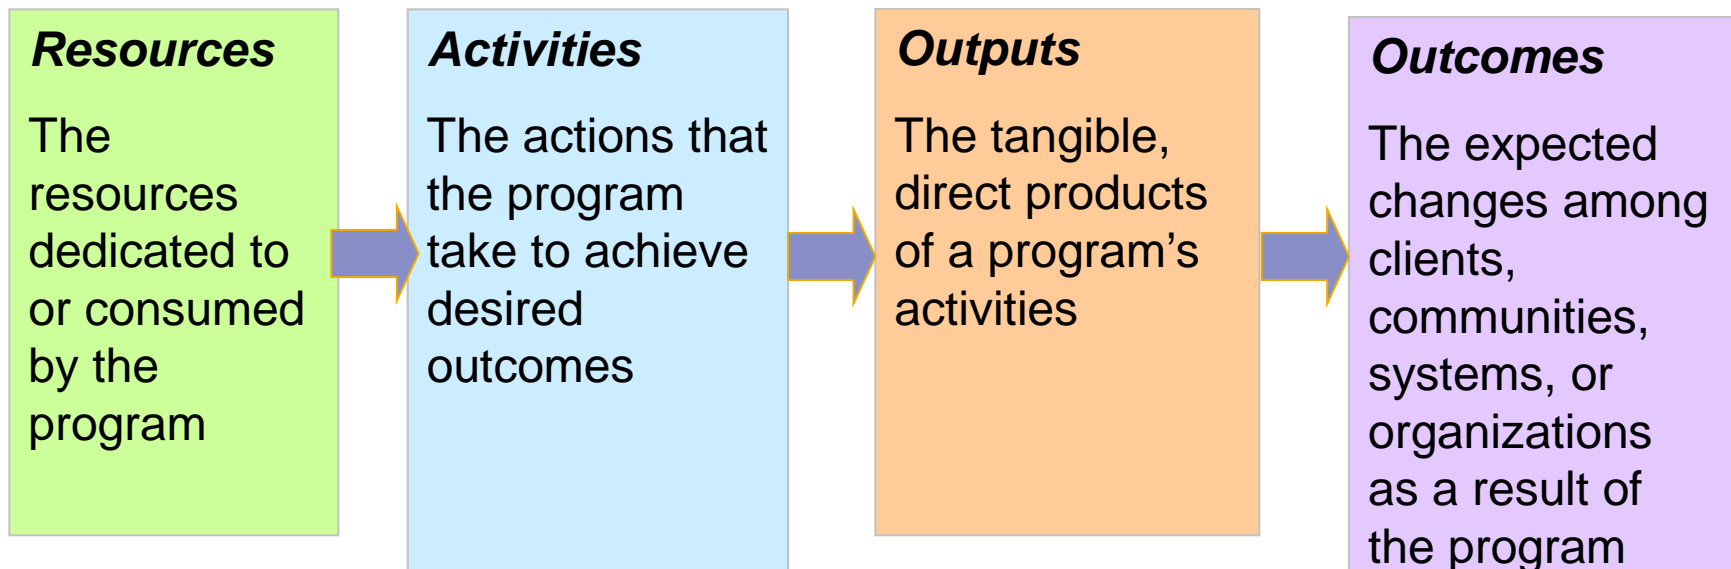 Resources
The
resources
dedicated to
or consumed
by the
program
Activities
The actions that
the program
take to achieve
desired
outcomes
Outputs
The tangible,
direct products
of a program’s
activities
Outcomes
The expected
changes among
clients,
communities,
systems, or
organizations
as a result of
the program